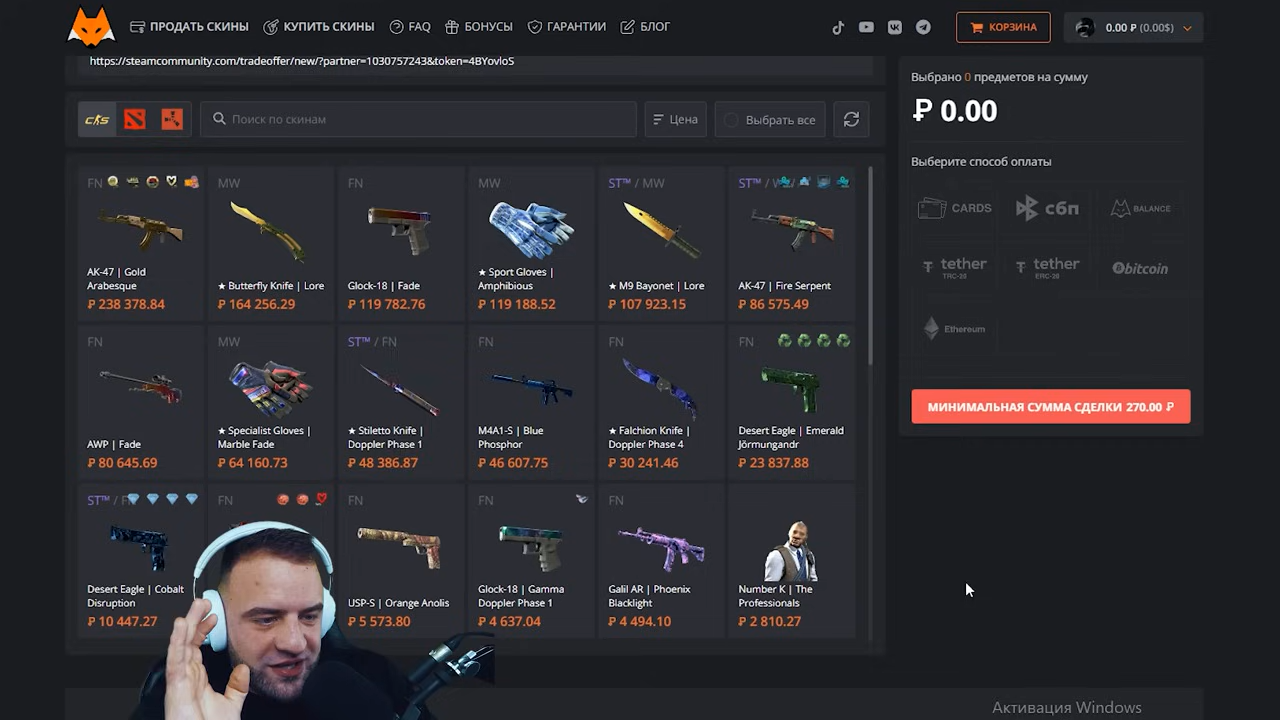 ПРОДАТЬ СКИНЫ КУПИТЬ СКИНЫ FAQ БОНУСЫ ГАРАНТИИ БЛОГ КОРЗИНА 0.00 ₽ (0.00$)
https://steamcommunity.com/tradeoffer/new/?partner=1030757243&token=4BYovloS
Поиск по скинам Цена Выбрать все
Выбрано 0 предметов на сумму
₽ 0.00
Выберите способ оплаты
CARDS сбп BALANCE
tether TRC-20 tether ERC-20 bitcoin
Ethereum
МИНИМАЛЬНАЯ СУММА СДЕЛКИ 270.00 ₽
FN MW FN MW ST™ / MW ST™ /
AK-47 | Gold Arabesque
₽ 238 378.84
★ Butterfly Knife | Lore
₽ 164 256.29
Glock-18 | Fade
₽ 119 782.76
★ Sport Gloves |
Amphibious
₽ 119 188.52
★ M9 Bayonet | Lore
₽ 107 923.15
AK-47 | Fire Serpent
₽ 86 575.49
FN MW ST™ / FN FN FN FN
AWP | Fade
₽ 80 645.69
★ Specialist Gloves |
Marble Fade
₽ 64 160.73
★ Stiletto Knife |
Doppler Phase 1
₽ 48 386.87
M4A1-S | Blue
Phosphor
₽ 46 607.75
★ Falchion Knife |
Doppler Phase 4
₽ 30 241.46
Desert Eagle | Emerald
Jörmungandr
₽ 23 837.88
ST™ / FN FN FN FN
Desert Eagle | Cobalt
Disruption
₽ 10 447.27
USP-S | Orange Anolis
₽ 5 573.80
Glock-18 | Gamma
Doppler Phase 1
₽ 4 637.04
Galil AR | Phoenix
Blacklight
₽ 4 494.10
Number K | The
Professionals
₽ 2 810.27
Активация Windows